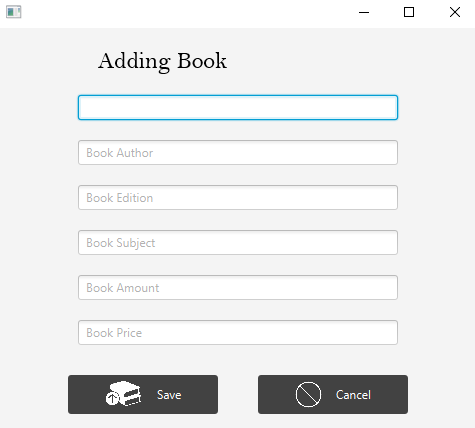 Adding Book
Book Author
Book Edition
Book Subject
Book Amount
Book Price
Save
Cancel